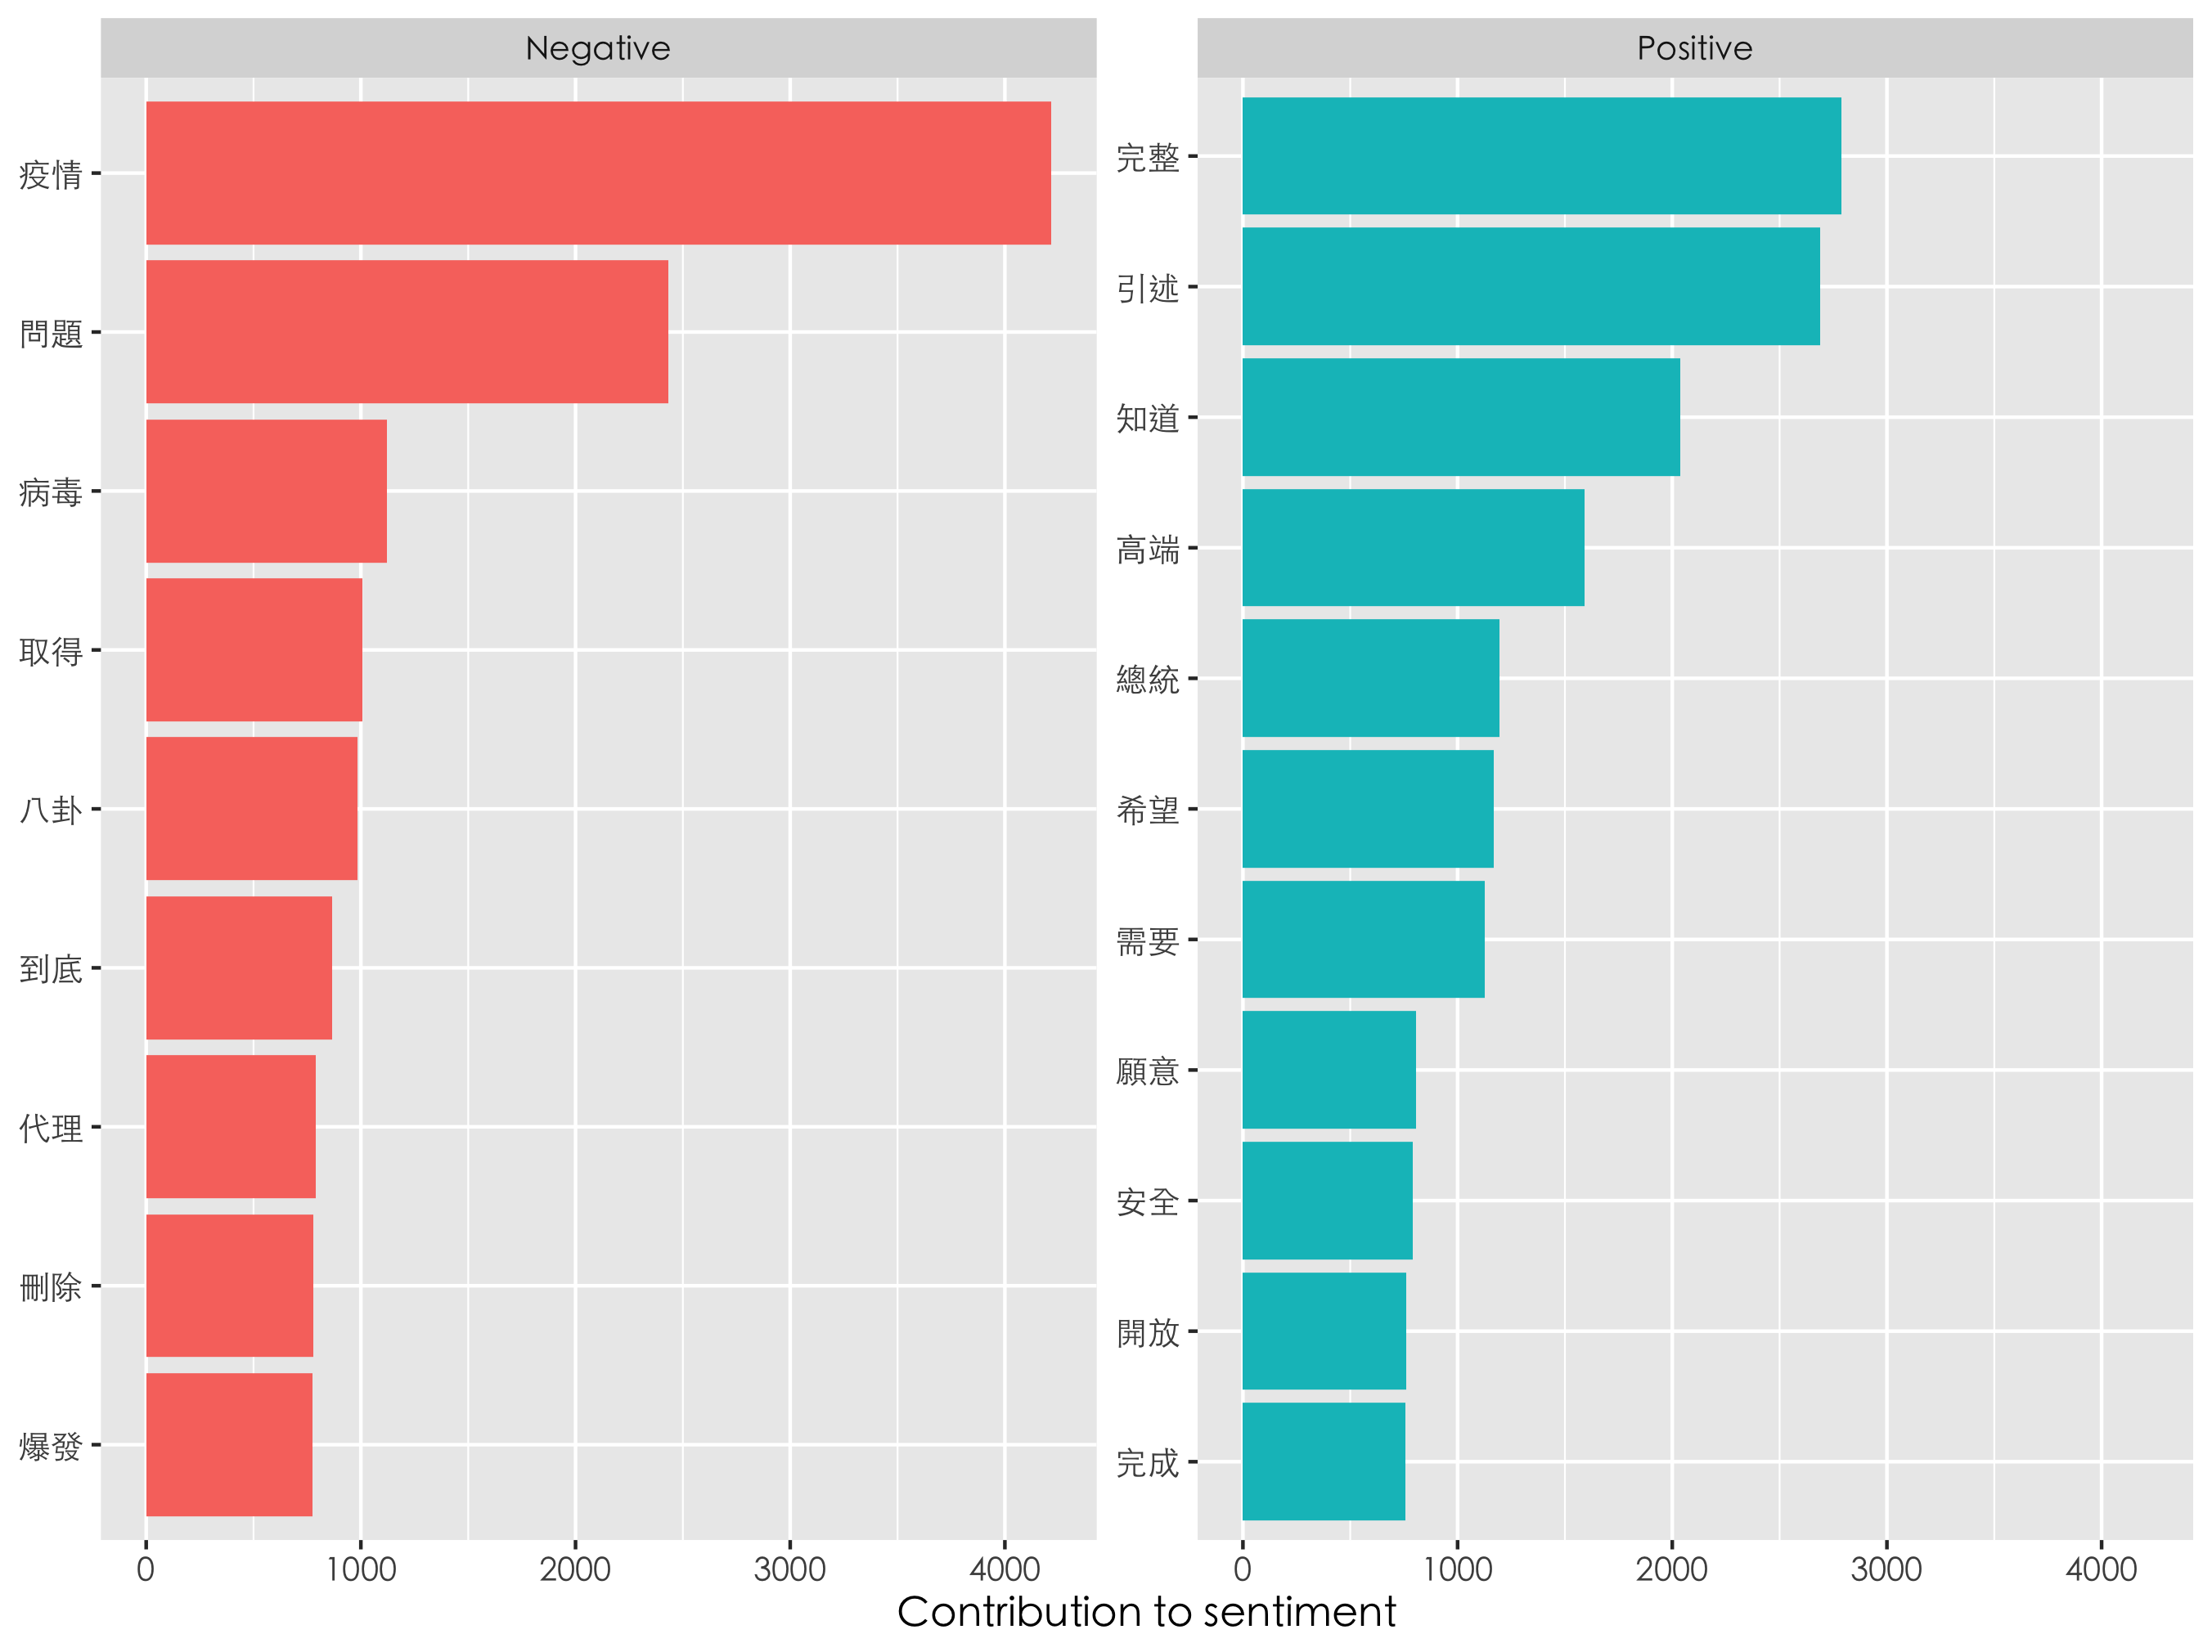 Negative
疫情
問題
病毒
取得
八卦
到底
代理
刪除
爆發
0 1000 2000 3000 4000
Positive
完整
引述
知道
高端
總統
希望
需要
願意
安全
開放
完成
0 1000 2000 3000 4000
Contribution to sentiment